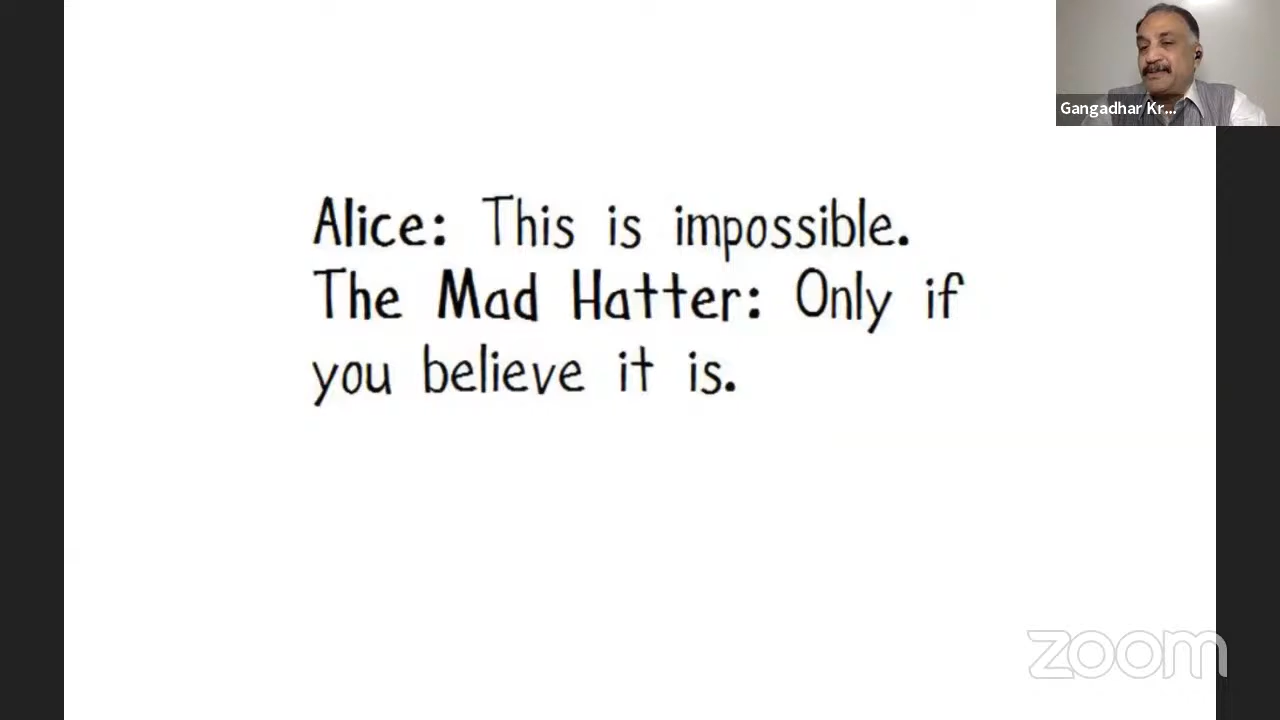 Gangadhar Kr...
Alice: This is impossible.
The Mad Hatter: Only if
you believe it is.
zoom